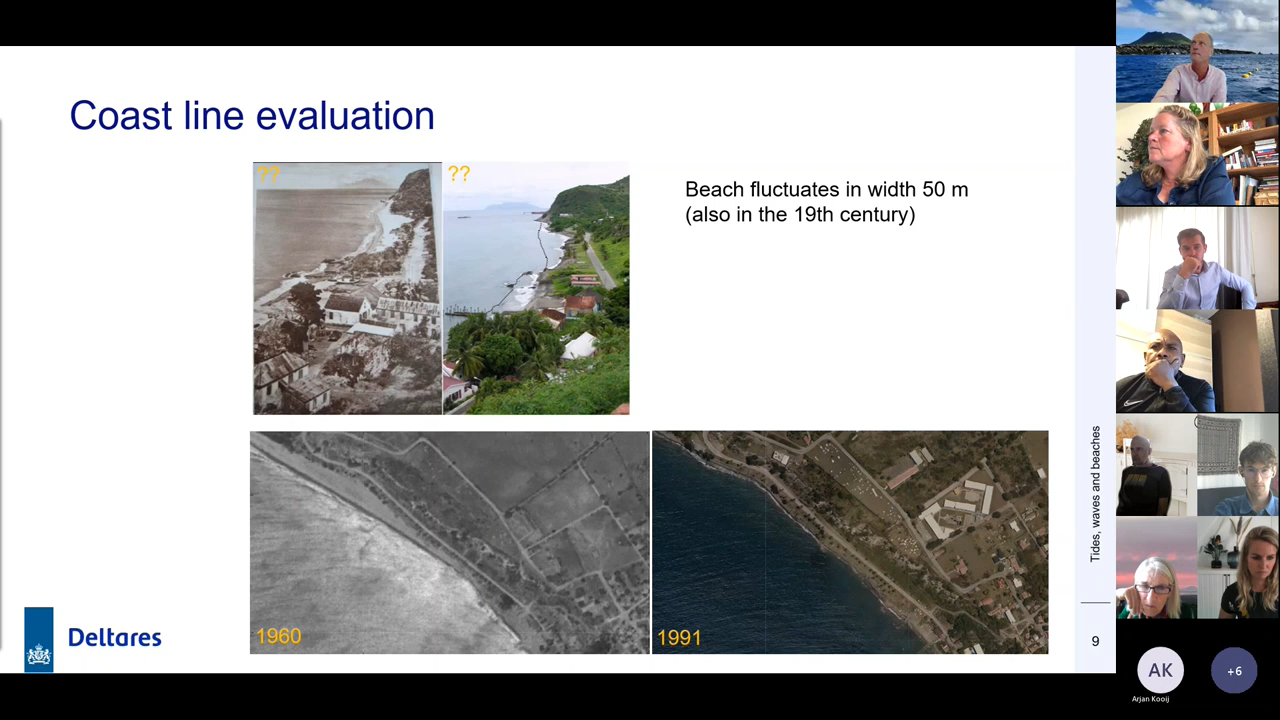 Coast line evaluation
??
??
Beach fluctuates in width 50 m
(also in the 19th century)
1960
1991
Deltares
Tides, waves and beaches
9
AK
+6
Arjan Kooij